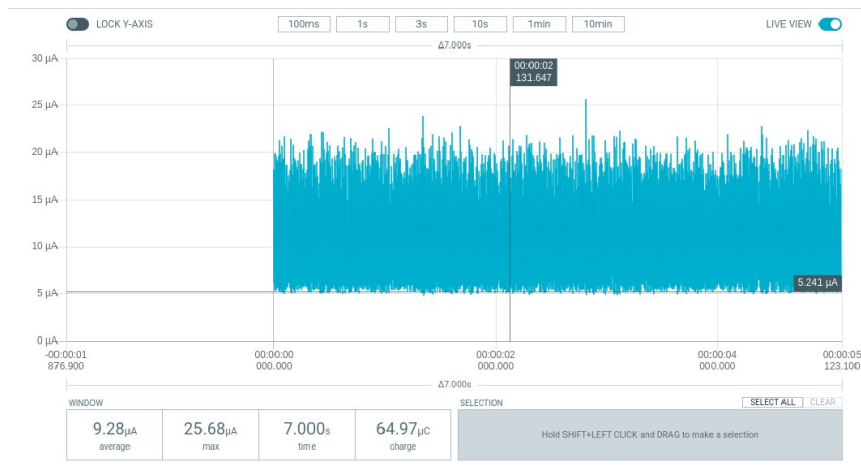 LOCK Y-AXIS 100ms 1s 3s 10s 1min 10min LIVE VIEW
Δ7.000s
30 µA
00:00:02
131.647
25 µA
20 µA
15 µA
10 µA
5.241 µA
5 µA
0 µA
-00:00:01 00:00:00 00:00:02 00:00:04 00:00:05
876.900 000.000 000.000 000.000 123.100
Δ7.000s
WINDOW SELECTION SELECT ALL CLEAR
9.28µA 25.68µA 7.000s 64.97µC
average max time charge
Hold SHIFT+LEFT CLICK and DRAG to make a selection